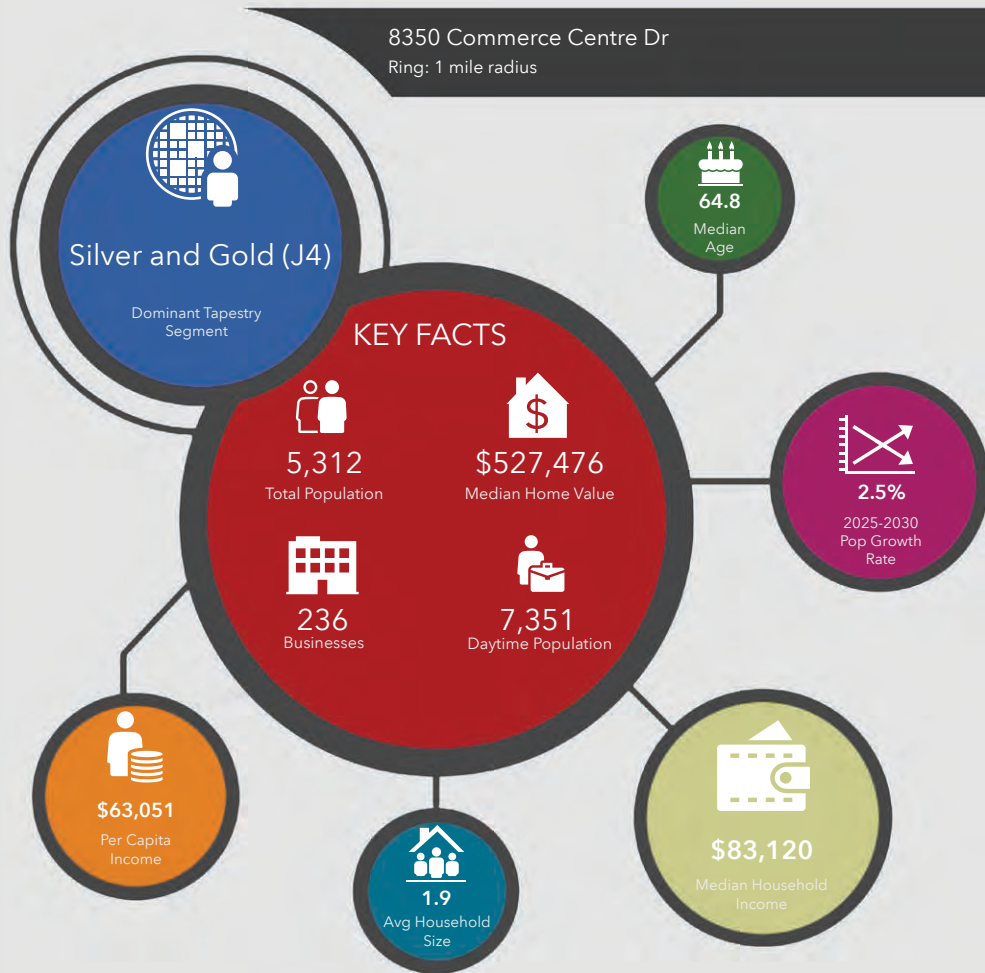 8350 Commerce Centre Dr
Ring: 1 mile radius
Silver and Gold (J4)
Dominant Tapestry
Segment
KEY FACTS
5,312
Total Population
$
$527,476
Median Home Value
236
Businesses
7,351
Daytime Population
64.8
Median
Age
2.5%
2025-2030
Pop Growth
Rate
$63,051
Per Capita
Income
1.9
Avg Household
Size
$83,120
Median Household
Income